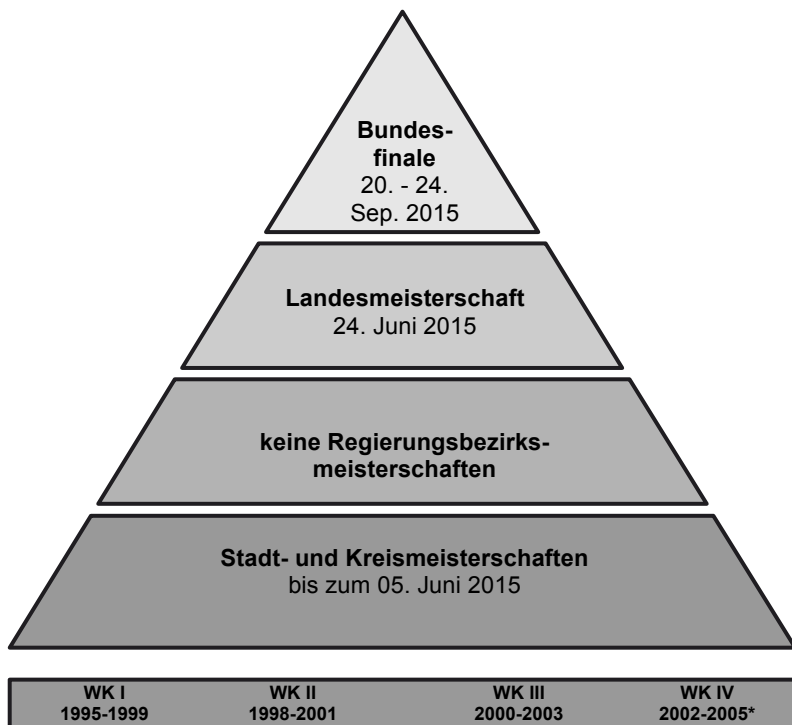 Bundes-
finale
20. - 24.
Sep. 2015
Landesmeisterschaft
24. Juni 2015
keine Regierungsbezirks-
meisterschaften
Stadt- und Kreismeisterschaften
bis zum 05. Juni 2015
WK I WK II WK III WK IV
1995-1999 1998-2001 2000-2003 2002-2005*